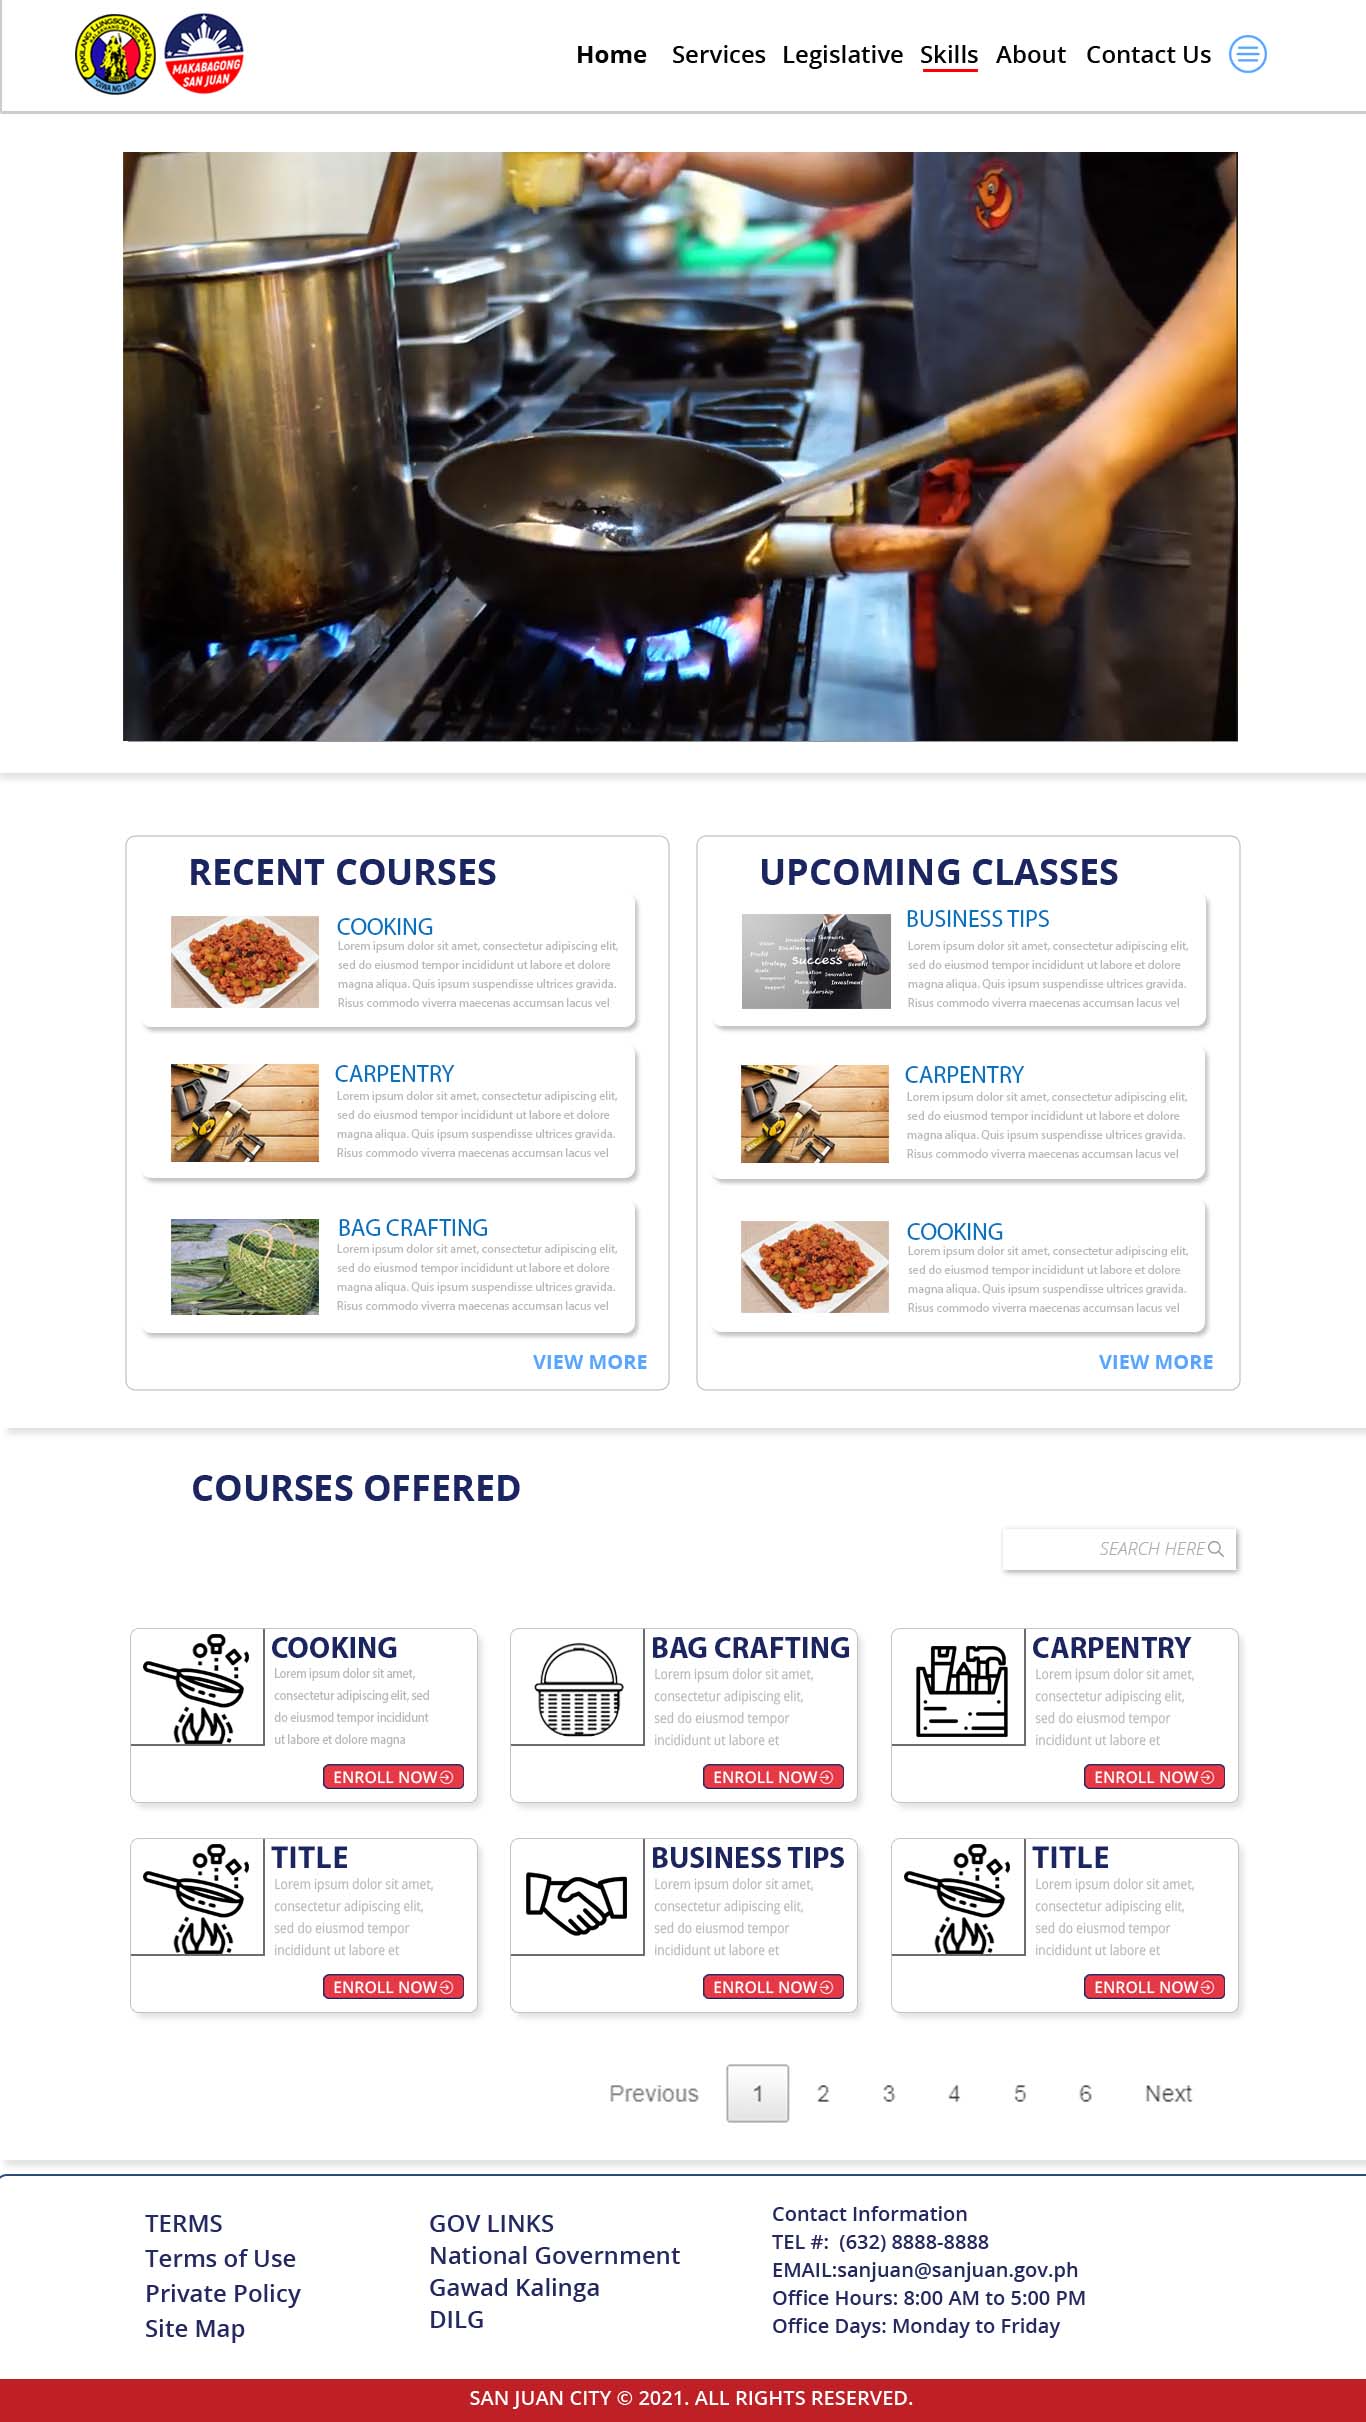 DAKILANG LUNGSOD NG SAN JUAN
MAKABAGONG
SAN JUAN
Home Services Legislative Skills About Contact Us
RECENT COURSES
COOKING
Lorem ipsum dolor sit amet, consectetur adipiscing elit,
sed do eiusmod tempor incididunt ut labore et dolore
magna aliqua. Quis ipsum suspendisse ultrices gravida.
Risus commodo viverra maecenas accumsan lacus vel
CARPENTRY
Lorem ipsum dolor sit amet, consectetur adipiscing elit,
sed do eiusmod tempor incididunt ut labore et dolore
magna aliqua. Quis ipsum suspendisse ultrices gravida.
Risus commodo viverra maecenas accumsan lacus vel
BAG CRAFTING
Lorem ipsum dolor sit amet, consectetur adipiscing elit,
sed do eiusmod tempor incididunt ut labore et dolore
magna aliqua. Quis ipsum suspendisse ultrices gravida.
Risus commodo viverra maecenas accumsan lacus vel
VIEW MORE
UPCOMING CLASSES
success
BUSINESS TIPS
Lorem ipsum dolor sit amet, consectetur adipiscing elit,
sed do eiusmod tempor incididunt ut labore et dolore
magna aliqua. Quis ipsum suspendisse ultrices gravida.
Risus commodo viverra maecenas accumsan lacus vel
CARPENTRY
Lorem ipsum dolor sit amet, consectetur adipiscing elit,
sed do eiusmod tempor incididunt ut labore et dolore
magna aliqua. Quis ipsum suspendisse ultrices gravida.
Risus commodo viverra maecenas accumsan lacus vel
COOKING
Lorem ipsum dolor sit amet, consectetur adipiscing elit,
sed do eiusmod tempor incididunt ut labore et dolore
magna aliqua. Quis ipsum suspendisse ultrices gravida.
Risus commodo viverra maecenas accumsan lacus vel
VIEW MORE
COURSES OFFERED
SEARCH HERE
COOKING
Lorem ipsum dolor sit amet,
consectetur adipiscing elit, sed
do eiusmod tempor incididunt
ut labore et dolore magna
ENROLL NOW
BAG CRAFTING
Lorem ipsum dolor sit amet,
consectetur adipiscing elit,
sed do eiusmod tempor
incididunt ut labore et
ENROLL NOW
CARPENTRY
Lorem ipsum dolor sit amet,
consectetur adipiscing elit,
sed do eiusmod tempor
incididunt ut labore et
ENROLL NOW
TITLE
Lorem ipsum dolor sit amet,
consectetur adipiscing elit,
sed do eiusmod tempor
incididunt ut labore et
ENROLL NOW
BUSINESS TIPS
Lorem ipsum dolor sit amet,
consectetur adipiscing elit,
sed do eiusmod tempor
incididunt ut labore et
ENROLL NOW
TITLE
Lorem ipsum dolor sit amet,
consectetur adipiscing elit,
sed do eiusmod tempor
incididunt ut labore et
ENROLL NOW
Previous 1 2 3 4 5 6 Next
TERMS
Terms of Use
Private Policy
Site Map
GOV LINKS
National Government
Gawad Kalinga
DILG
Contact Information
TEL #: (632) 8888-8888
EMAIL:sanjuan@sanjuan.gov.ph
Office Hours: 8:00 AM to 5:00 PM
Office Days: Monday to Friday
SAN JUAN CITY © 2021. ALL RIGHTS RESERVED.